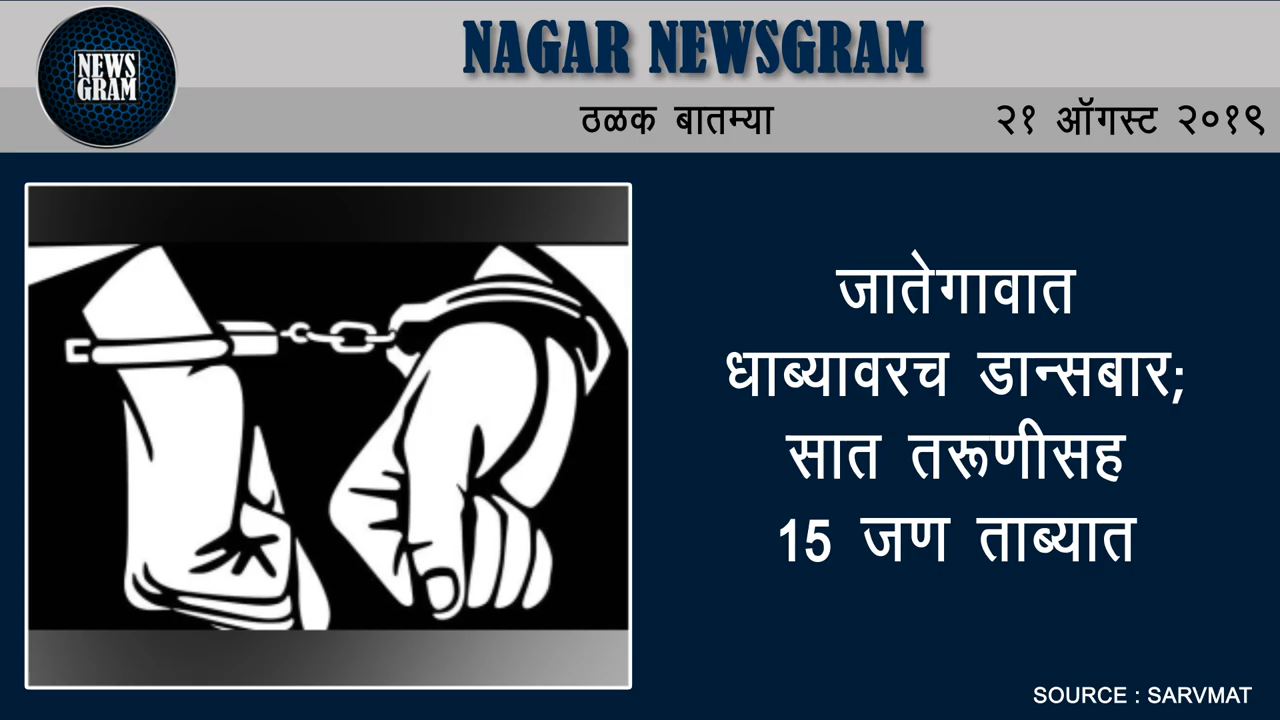 NEWS
GRAM
NAGAR NEWSGRAM
ठळक बातम्या
२१ ऑगस्ट २०१९
जातेगावात
धाब्यावरच डान्सबार;
सात तरूणीसह
15 जण ताब्यात
SOURCE : SARVMAT